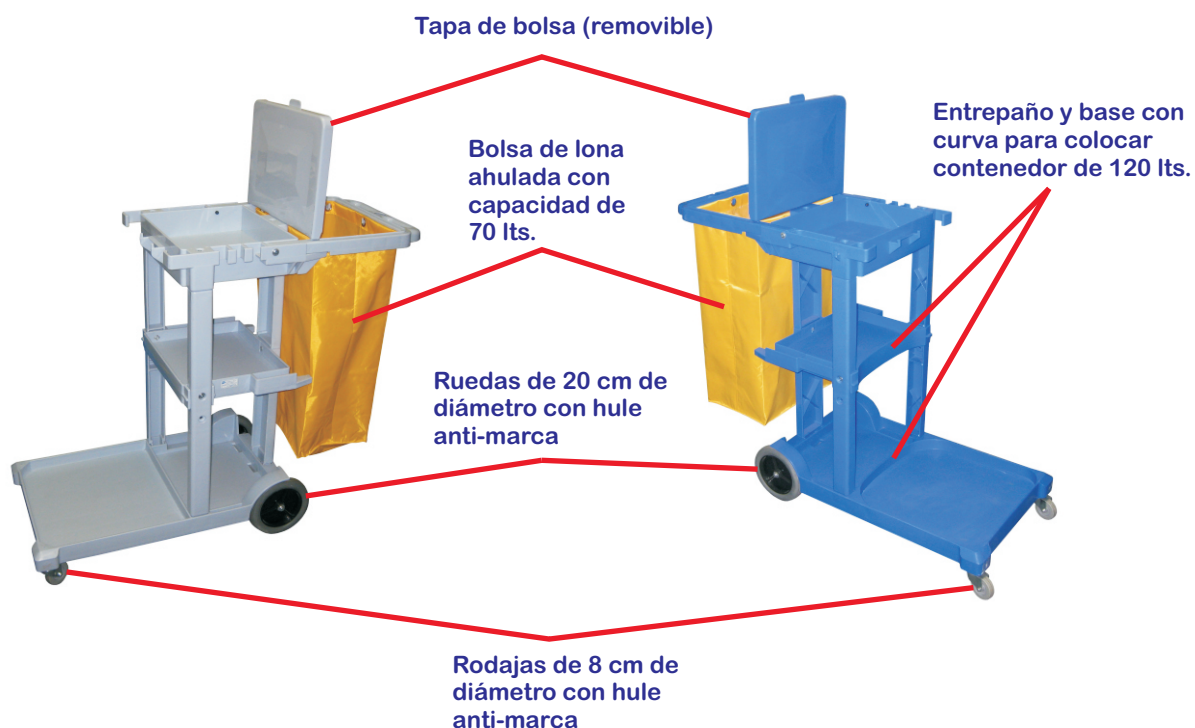 Tapa de bolsa (removible)
Bolsa de lona
ahulada con
capacidad de
70 lts.
Entrepaño y base con
curva para colocar
contenedor de 120 lts.
Ruedas de 20 cm de
diámetro con hule
anti-marca
Rodajas de 8 cm de
diámetro con hule
anti-marca